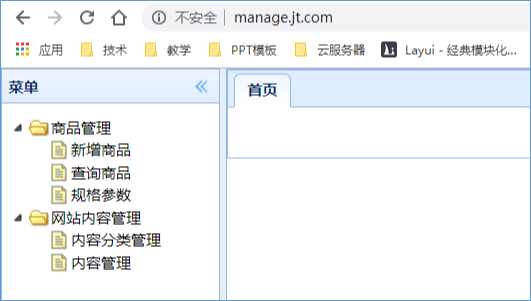 不安全 | manage.jt.com
应用 技术 教学 PPT模板 云服务器 Layui - 经典模块化...
菜单
首页
商品管理
新增商品
查询商品
规格参数
网站内容管理
内容分类管理
内容管理